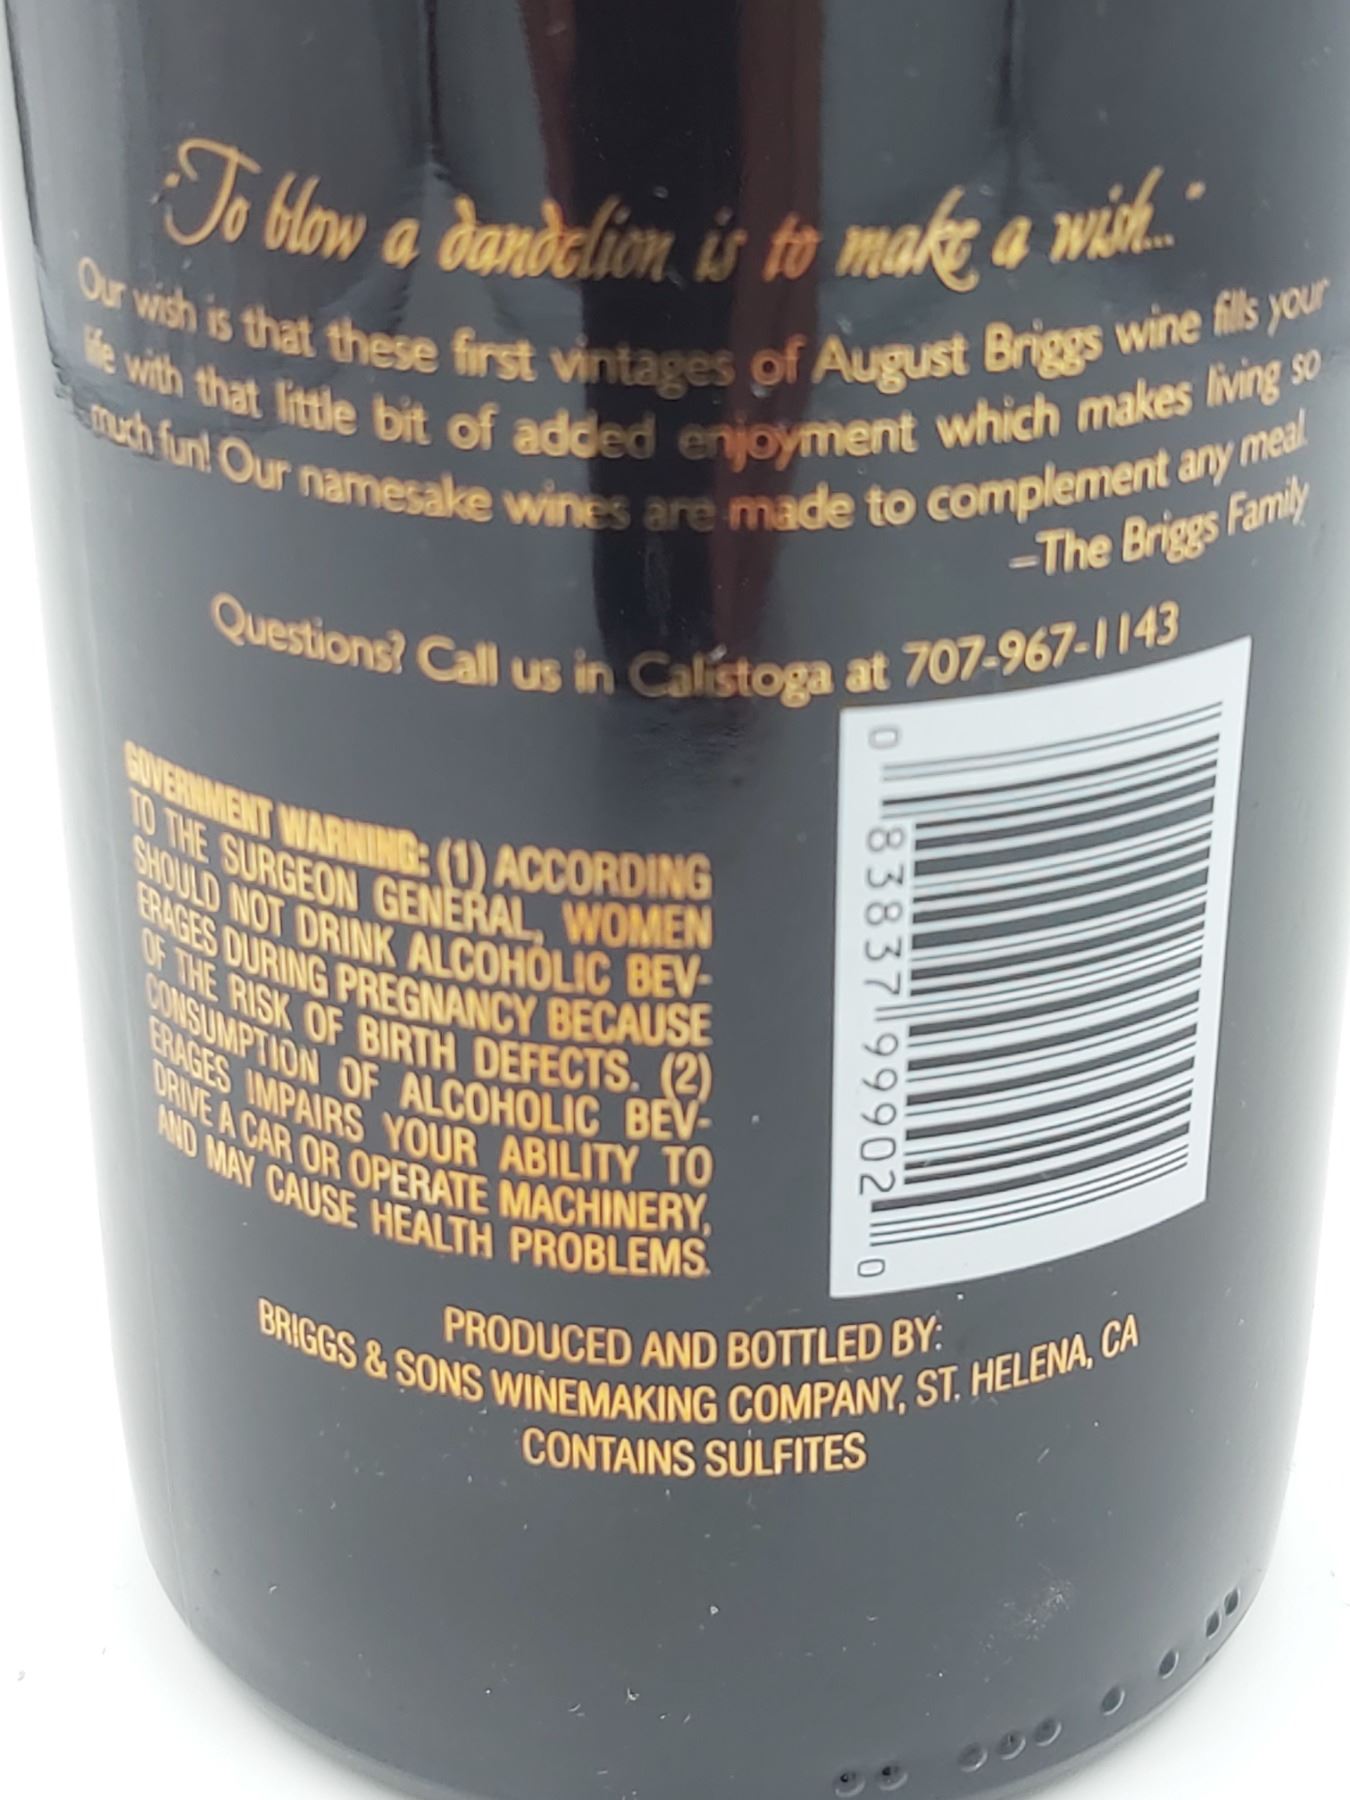 "To blow a dandelion is to make a wish..."
Our wish is that these first vintages of August Briggs wine fills your
life with that little bit of added enjoyment which makes living so
much fun! Our namesake wines are made to complement any meal.
–The Briggs Family
Questions? Call us in Calistoga at 707-967-1143
GOVERNMENT WARNING: (1) ACCORDING
TO THE SURGEON GENERAL, WOMEN
SHOULD NOT DRINK ALCOHOLIC BEV-
ERAGES DURING PREGNANCY BECAUSE
OF THE RISK OF BIRTH DEFECTS. (2)
CONSUMPTION OF ALCOHOLIC BEV-
ERAGES IMPAIRS YOUR ABILITY TO
DRIVE A CAR OR OPERATE MACHINERY,
AND MAY CAUSE HEALTH PROBLEMS.
0 83837 99902 0
PRODUCED AND BOTTLED BY:
BRIGGS & SONS WINEMAKING COMPANY, ST. HELENA, CA
CONTAINS SULFITES